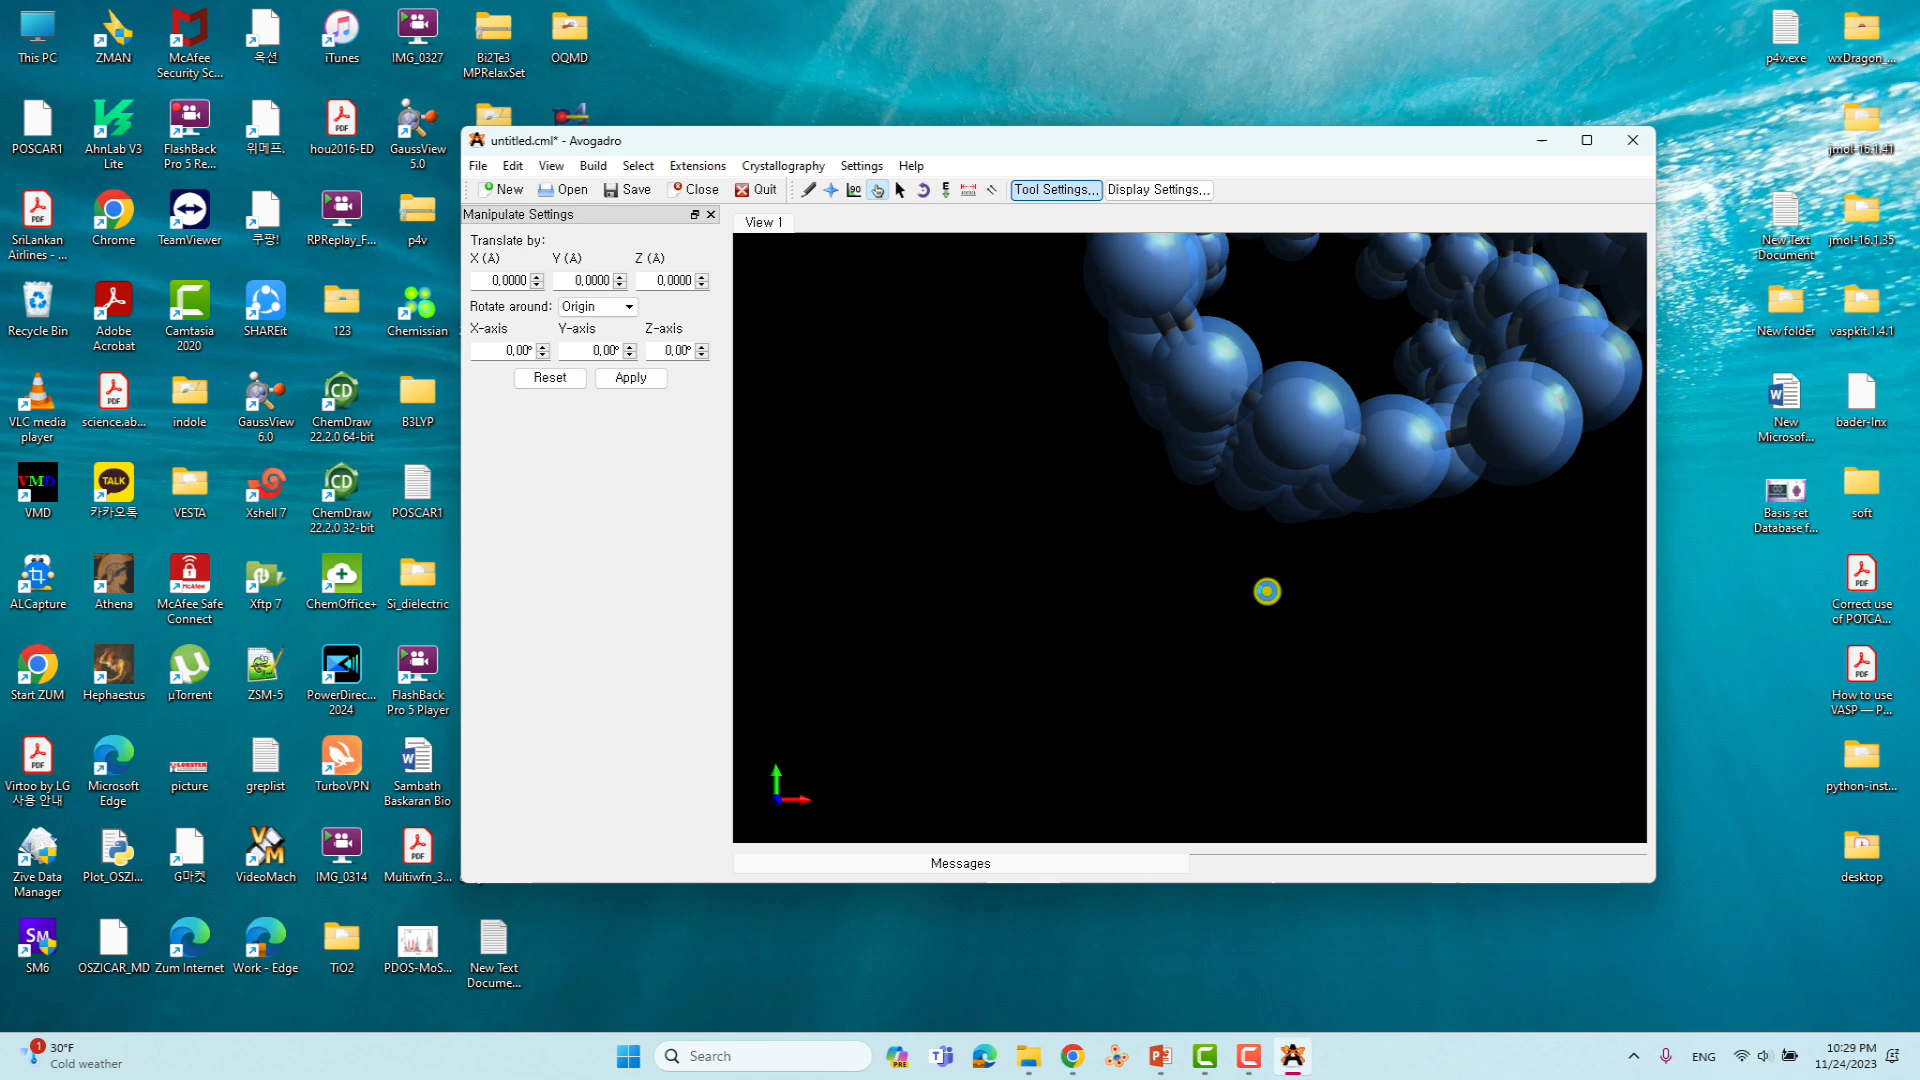 This PC
ZMAN
McAfee
Security Sc...
옥션
iTunes
IMG_0327
Bi2Te3
MPRelaxSet
OQMD
p4v.exe
wxDragon_...
POSCAR1
AhnLab V3
Lite
FlashBack
Pro 5 Re...
위메프.
hou2016-ED
GaussView
5.0
jmol-16.1.41
untitled.cml* - Avogadro
File Edit View Build Select Extensions Crystallography Settings Help
New Open Save Close Quit Tool Settings... Display Settings...
Manipulate Settings
View 1
Translate by:
X (Å) Y (Å) Z (Å)
0,0000 0,0000 0,0000
Rotate around: Origin
X-axis Y-axis Z-axis
0,00° 0,00° 0,00°
Reset Apply
Messages
SriLankan
Airlines - ...
Chrome
TeamViewer
쿠팡!
RPReplay_F...
p4v
New Text
Document
jmol-16.1.35
Recycle Bin
Adobe
Acrobat
Camtasia
2020
SHAREit
123
Chemissian
New folder
vaspkit.1.4.1
VLC media
player
science.ab...
indole
GaussView
6.0
ChemDraw
22.2.0 64-bit
B3LYP
New
Microsof...
bader-lnx
VMD
VMD
TALK
카카오톡
VESTA
Xshell 7
ChemDraw
22.2.0 32-bit
POSCAR1
Basis set
Database f...
soft
ALCapture
Athena
McAfee Safe
Connect
Xftp 7
ChemOffice+
Si_dielectric
Correct use
of POTCA...
Start ZUM
Hephaestus
µTorrent
ZSM-5
PowerDirec...
2024
FlashBack
Pro 5 Player
How to use
VASP — P...
Virtoo by LG
사용 안내
Microsoft
Edge
picture
greplist
TurboVPN
Sambath
Baskaran Bio
python-inst...
Zive Data
Manager
Plot_OSZI...
G마켓
VideoMach
IMG_0314
Multiwfn_3...
desktop
SM6
OSZICAR_MD
Zum Internet
Work - Edge
TiO2
PDOS-MoS...
New Text
Docume...
1
30°F
Cold weather
Search
PRE
ENG
10:29 PM
11/24/2023